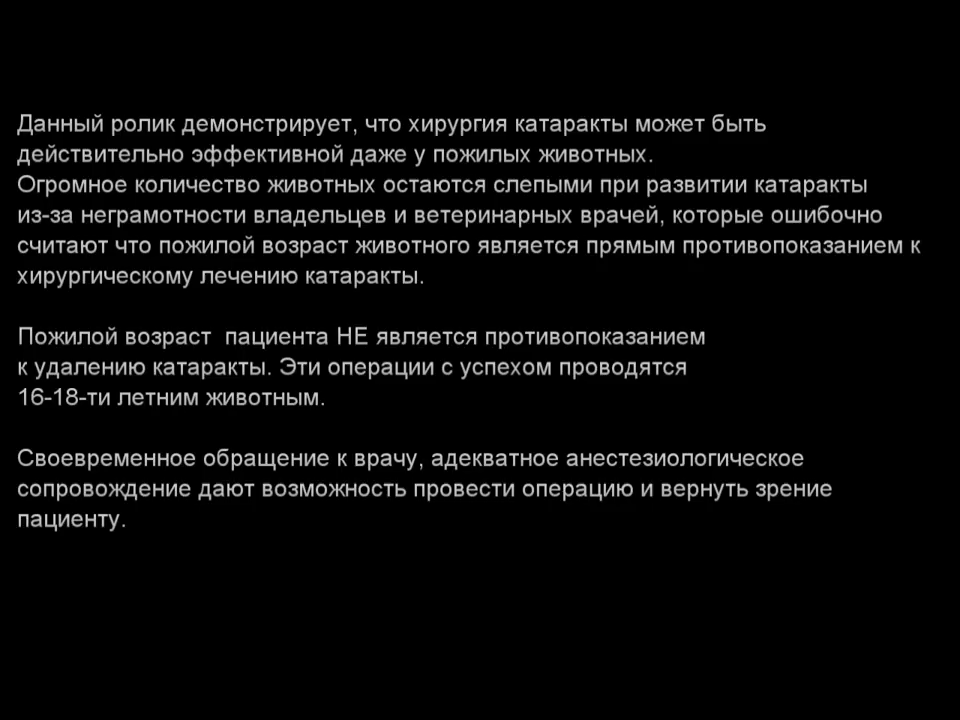 Данный ролик демонстрирует, что хирургия катаракты может быть
действительно эффективной даже у пожилых животных.
Огромное количество животных остаются слепыми при развитии катаракты
из-за неграмотности владельцев и ветеринарных врачей, которые ошибочно
считают что пожилой возраст животного является прямым противопоказанием к
хирургическому лечению катаракты.
Пожилой возраст  пациента НЕ является противопоказанием
к удалению катаракты. Эти операции с успехом проводятся
16-18-ти летним животным.
Своевременное обращение к врачу, адекватное анестезиологическое
сопровождение дают возможность провести операцию и вернуть зрение
пациенту.